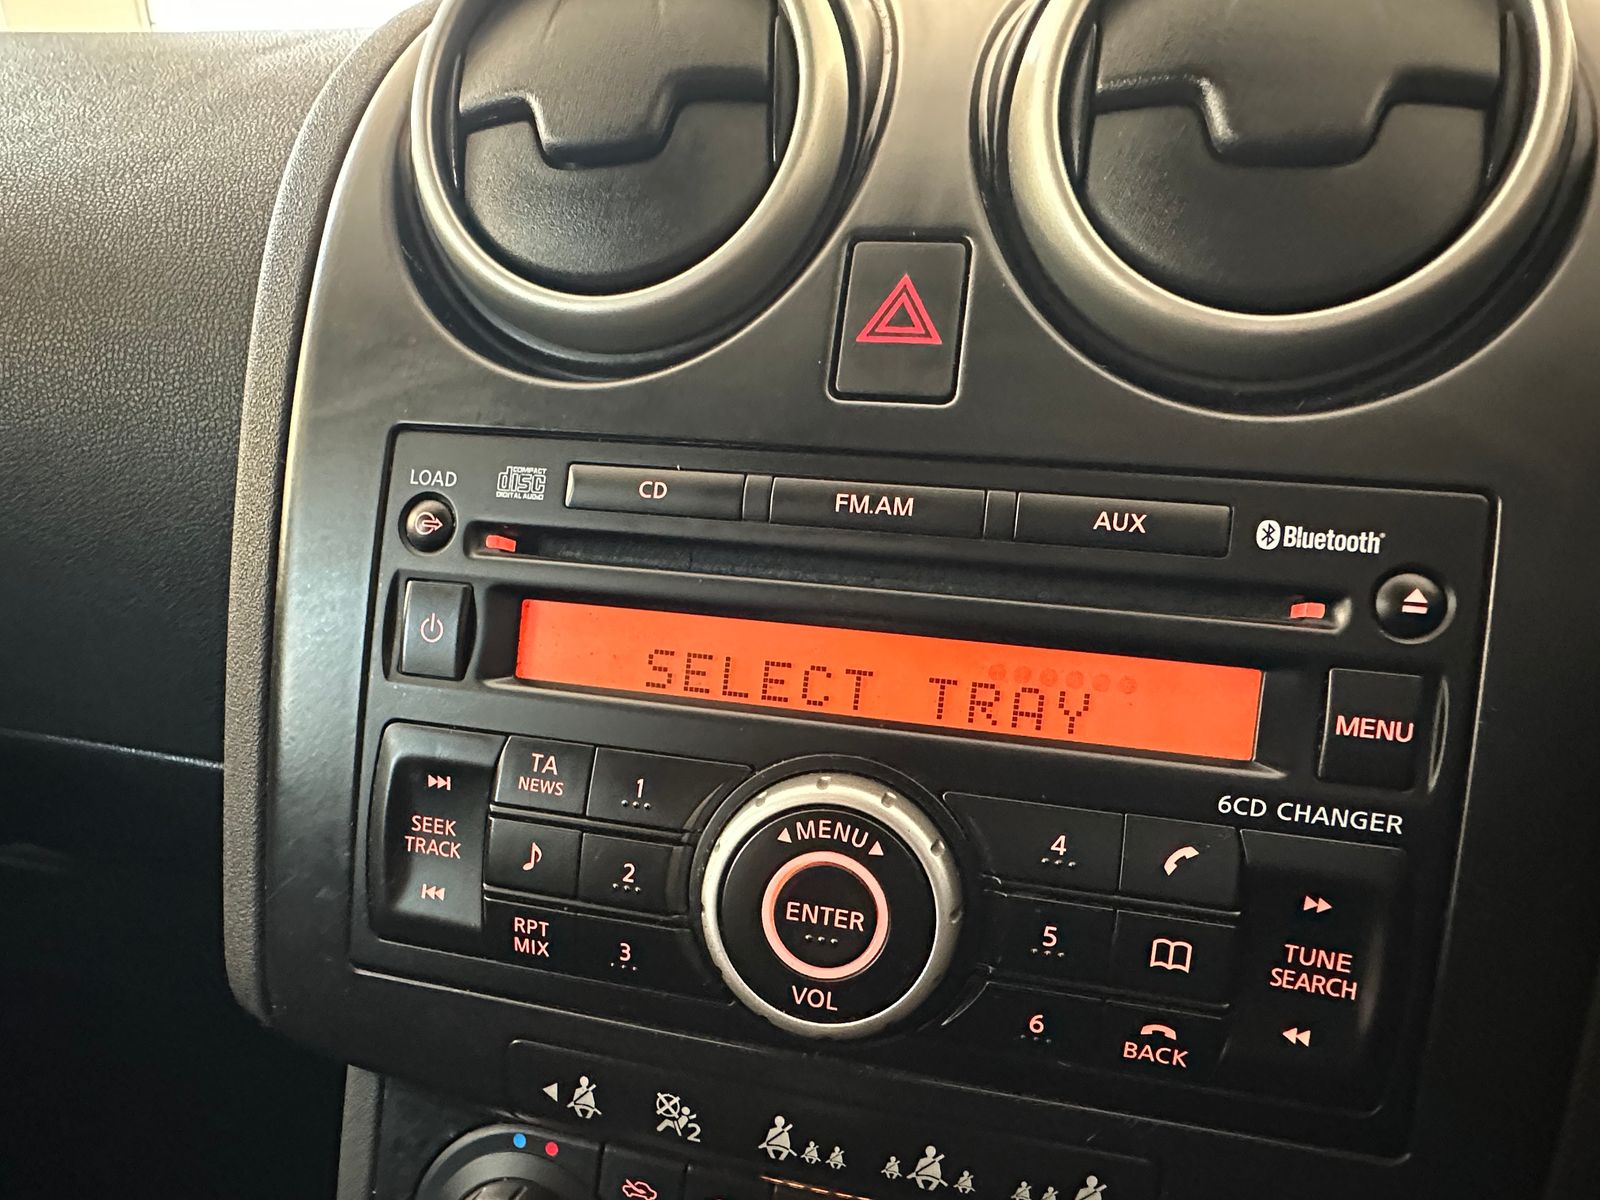 LOAD
COMPACT
disc
DIGITAL AUDIO
CD
FM.AM
AUX
Bluetooth®
SELECT TRAY
MENU
6CD CHANGER
SEEK
TRACK
TA
NEWS
1
2
RPT
MIX
3
MENU
ENTER
VOL
4
5
6
BACK
TUNE
SEARCH
2